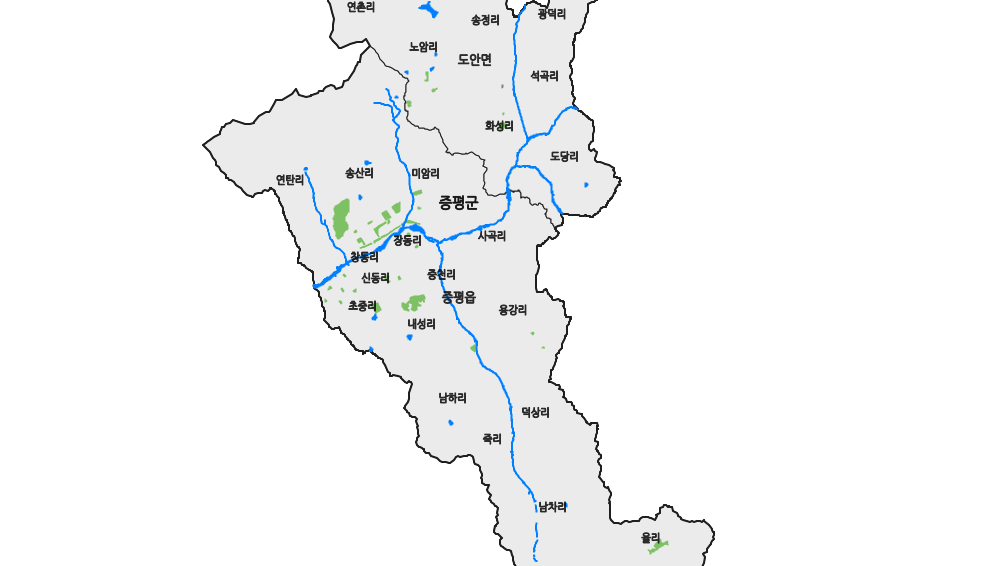 연촌리
송정리
광덕리
노암리
도안면
석곡리
화성리
도당리
연탄리
송산리
미암리
증평군
장동리
사곡리
창동리
신동리
증천리
증평읍
초중리
용강리
내성리
남하리
덕상리
죽리
남차리
율리